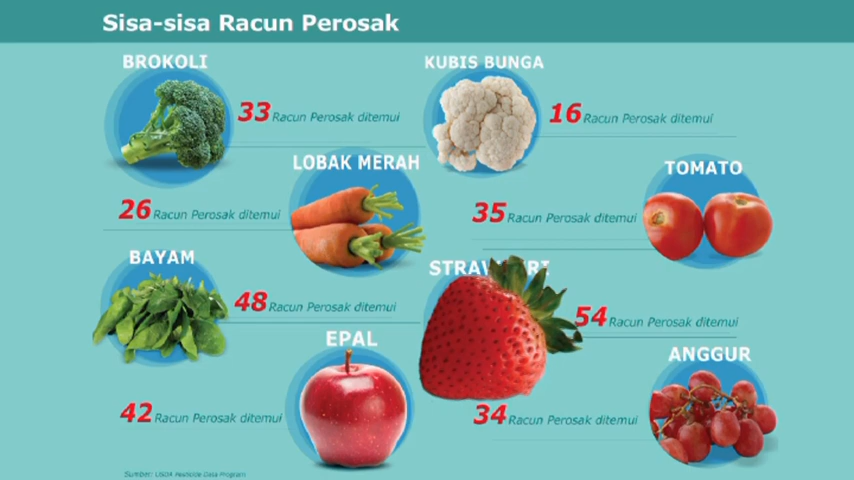 Sisa-sisa Racun Perosak
BROKOLI
33 Racun Perosak ditemui
KUBIS BUNGA
16 Racun Perosak ditemui
LOBAK MERAH
26 Racun Perosak ditemui
TOMATO
35 Racun Perosak ditemui
BAYAM
48 Racun Perosak ditemui
54 Racun Perosak ditemui
EPAL
42 Racun Perosak ditemui
ANGGUR
34 Racun Perosak ditemui
Sumber: USDA Pesticide Data Program